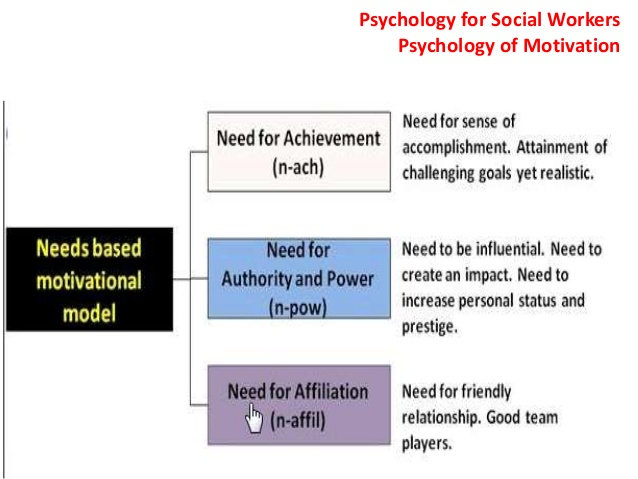 Psychology for Social Workers
Psychology of Motivation
Needs based
motivational
model
Need for Achievement
(n-ach)
Need for sense of
accomplishment. Attainment of
challenging goals yet realistic.
Need for
Authority and Power
(n-pow)
Need to be influential. Need to
create an impact. Need to
increase personal status and
prestige.
Need for Affiliation
(n-affil)
Need for friendly
relationship. Good team
players.